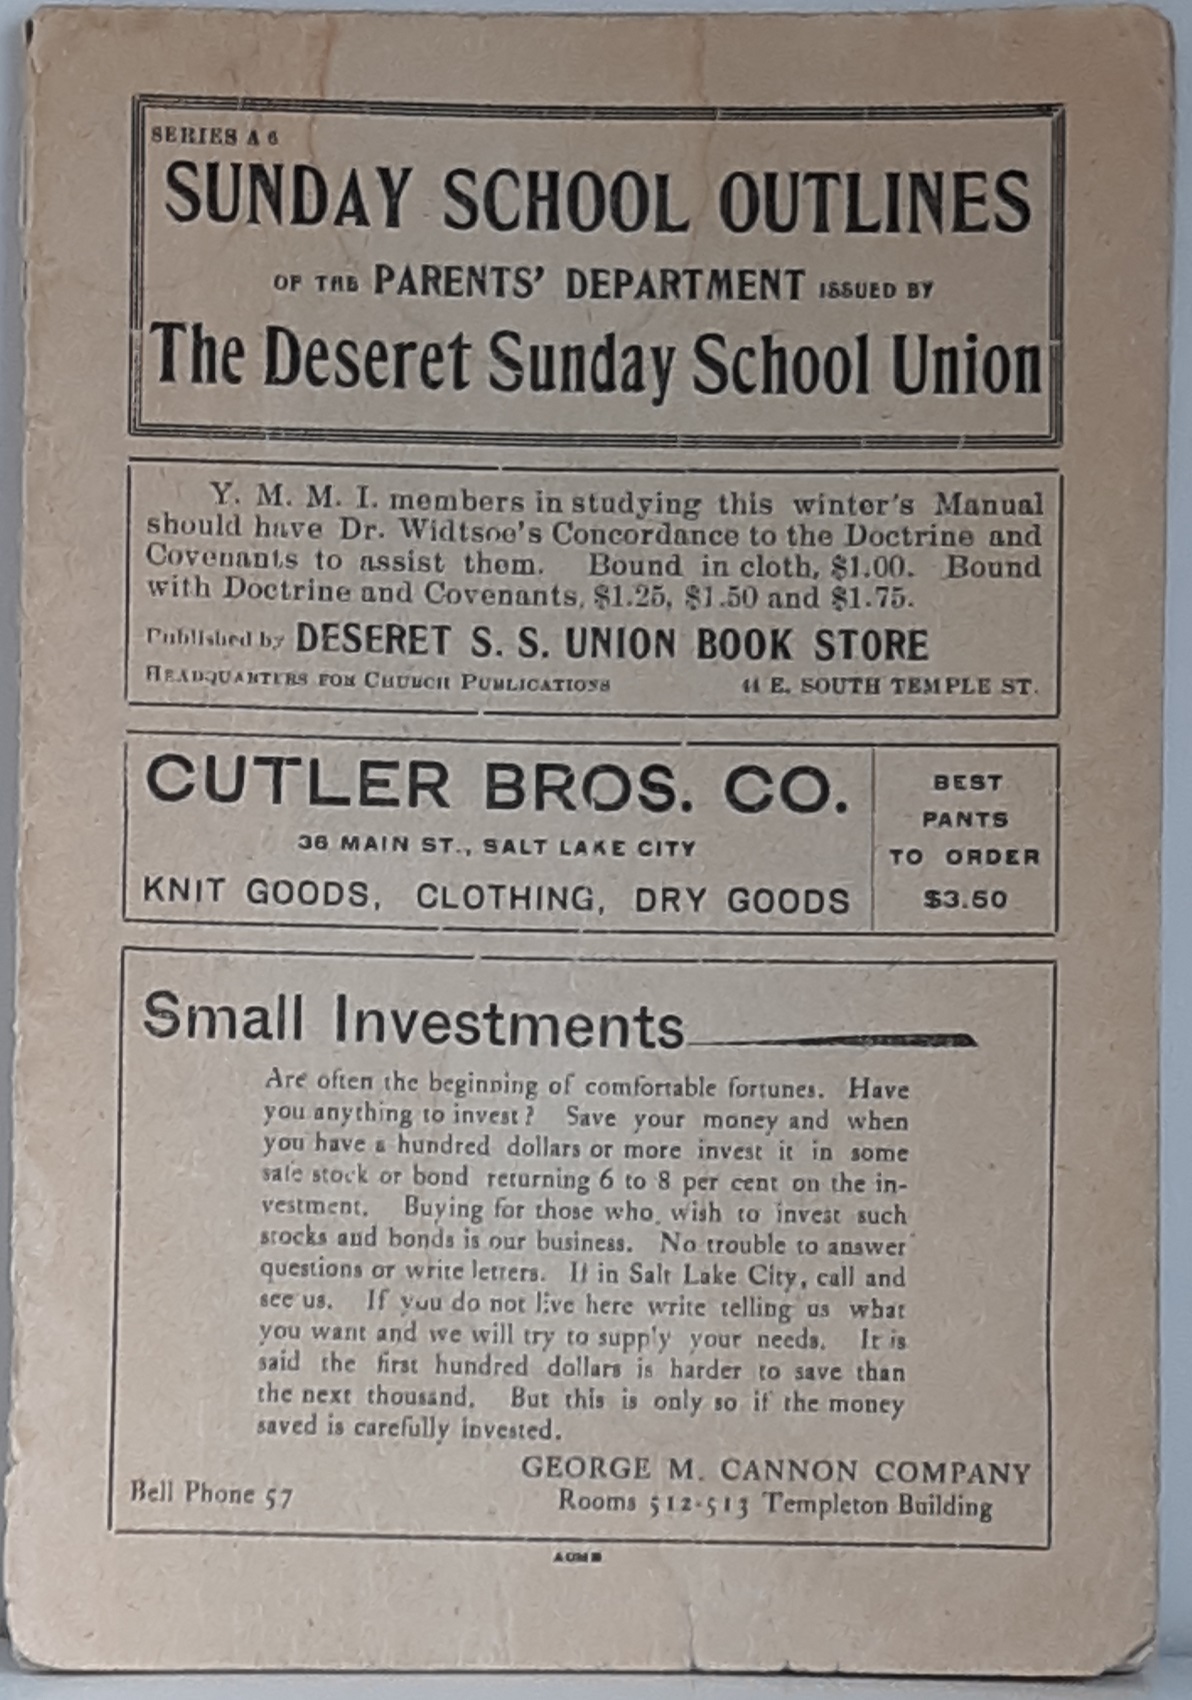 SERIES A 6
SUNDAY SCHOOL OUTLINES
OF THE PARENTS' DEPARTMENT ISSUED BY
The Deseret Sunday School Union
Y. M. M. I. members in studying this winter's Manual
should have Dr. Widtsoe's Concordance to the Doctrine and
Covenants to assist them. Bound in cloth, $1.00. Bound
with Doctrine and Covenants, $1.25, $1.50 and $1.75.
Published by DESERET S. S. UNION BOOK STORE
HEADQUARTERS FOR CHURCH PUBLICATIONS 44 E. SOUTH TEMPLE ST.
CUTLER BROS. CO.
36 MAIN ST., SALT LAKE CITY
KNIT GOODS, CLOTHING, DRY GOODS
BEST
PANTS
TO ORDER
$3.50
Small Investments
Are often the beginning of comfortable fortunes. Have
you anything to invest? Save your money and when
you have a hundred dollars or more invest it in some
safe stock or bond returning 6 to 8 per cent on the in-
vestment. Buying for those who wish to invest such
stocks and bonds is our business. No trouble to answer
questions or write letters. If in Salt Lake City, call and
see us. If you do not live here write telling us what
you want and we will try to supply your needs. It is
said the first hundred dollars is harder to save than
the next thousand. But this is only so if the money
saved is carefully invested.
GEORGE M. CANNON COMPANY
Bell Phone 57 Rooms 512-513 Templeton Building
ACME